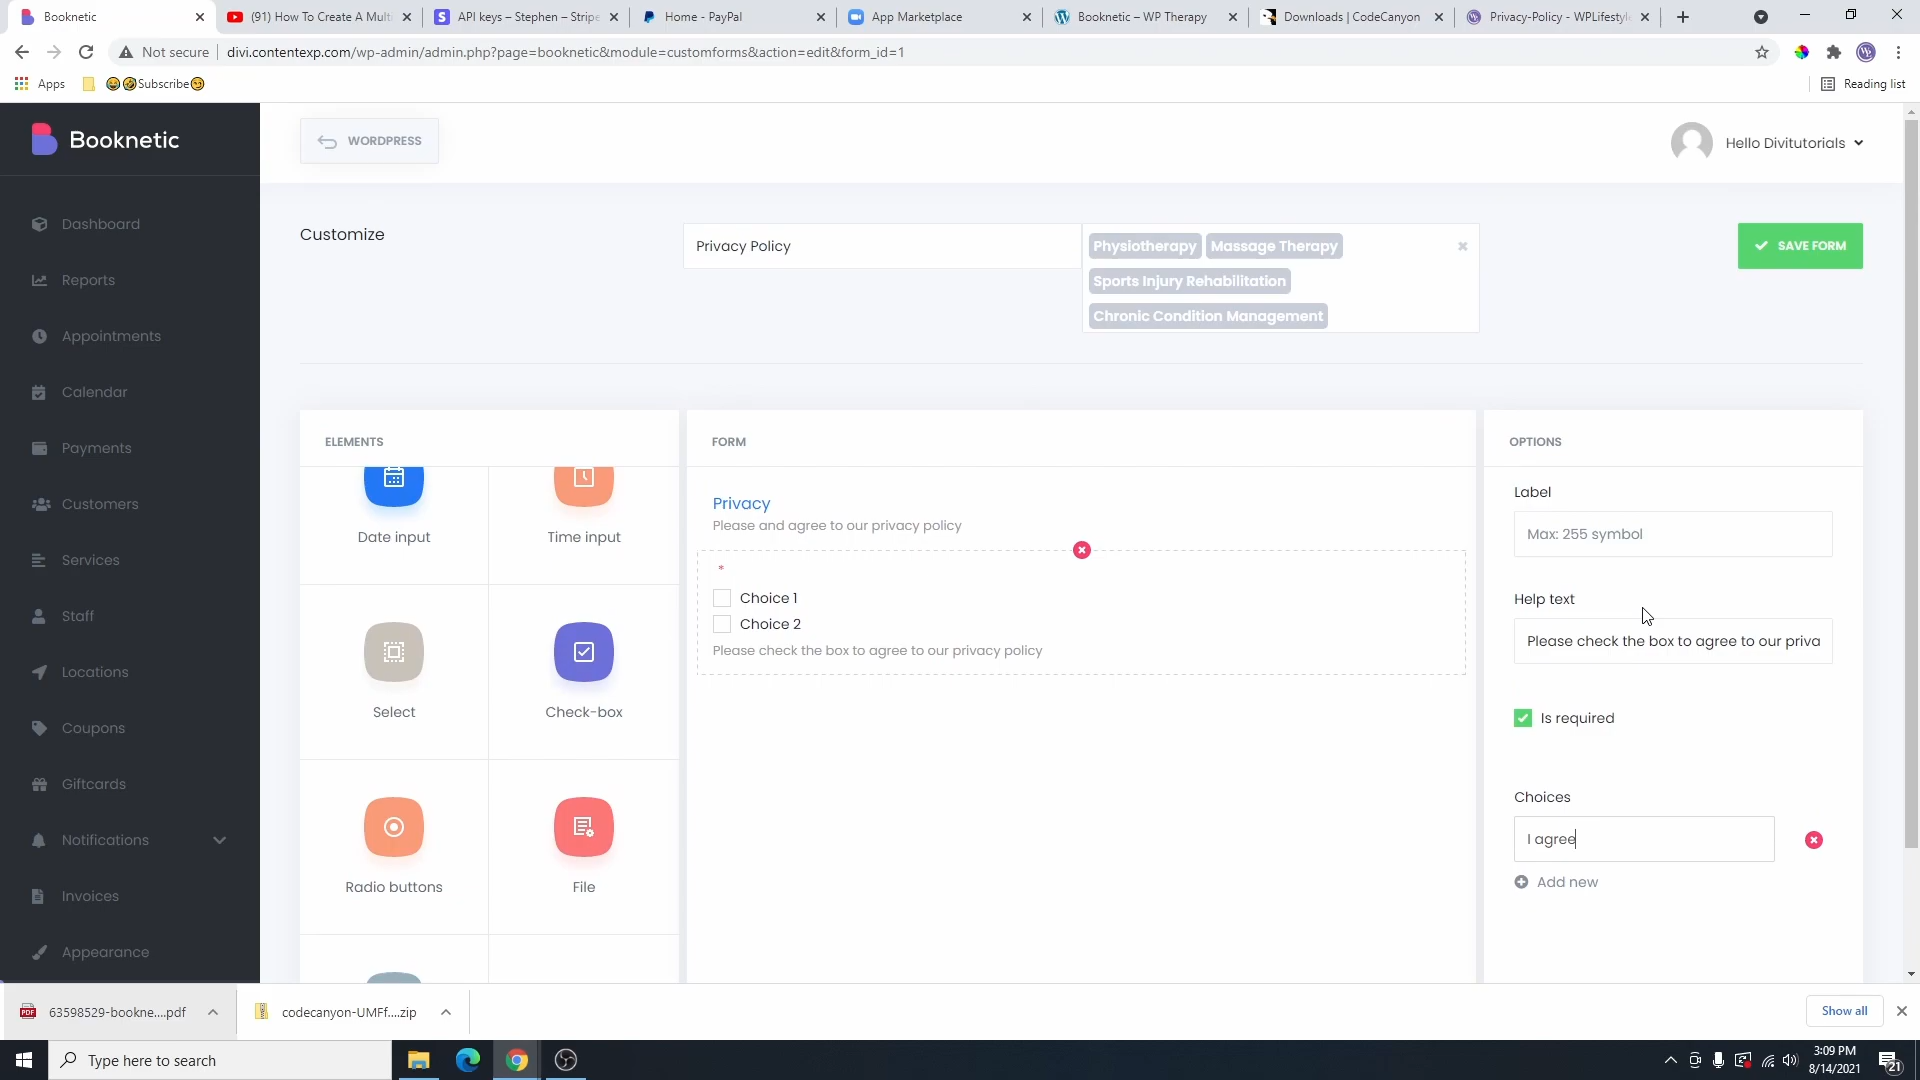 Booknetic
(91) How To Create A Multi
API keys – Stephen – Stripe
Home - PayPal
App Marketplace
Booknetic – WP Therapy
Downloads | CodeCanyon
Privacy-Policy - WPLifestyle
Not secure
divi.contentexp.com/wp-admin/admin.php?page=booknetic&module=customforms&action=edit&form_id=1
Apps
😂🤣Subscribe😏
Reading list
Booknetic
WORDPRESS
Hello Divitutorials
Dashboard
Reports
Appointments
Calendar
Payments
Customers
Services
Staff
Locations
Coupons
Giftcards
Notifications
Invoices
Appearance
Customize
Privacy Policy
Physiotherapy Massage Therapy
Sports Injury Rehabilitation
Chronic Condition Management
SAVE FORM
ELEMENTS
Date input
Time input
Select
Check-box
Radio buttons
File
FORM
Privacy
Please and agree to our privacy policy
*
Choice 1
Choice 2
Please check the box to agree to our privacy policy
OPTIONS
Label
Max: 255 symbol
Help text
Please check the box to agree to our priva
Is required
Choices
I agree
Add new
63598529-bookne....pdf
codecanyon-UMFf....zip
Show all
Type here to search
3:09 PM
8/14/2021
21